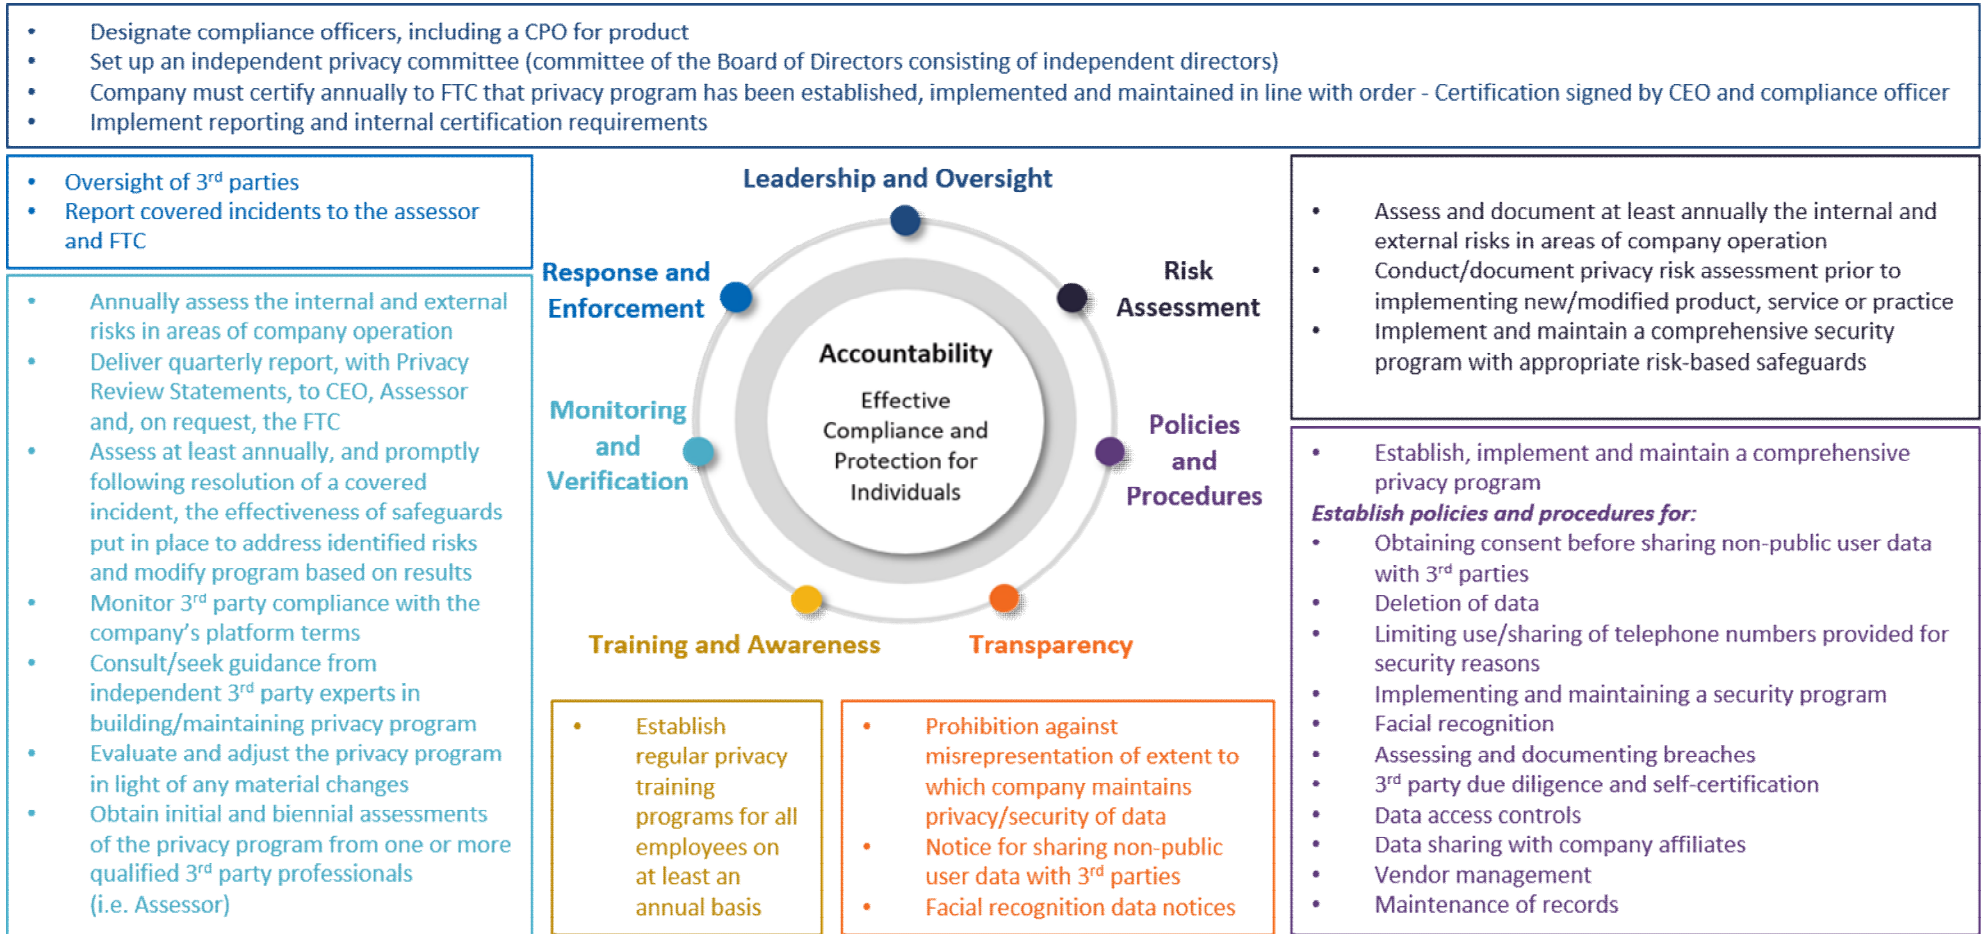 • Designate compliance officers, including a CPO for product
• Set up an independent privacy committee (committee of the Board of Directors consisting of independent directors)
• Company must certify annually to FTC that privacy program has been established, implemented and maintained in line with order - Certification signed by CEO and compliance officer
• Implement reporting and internal certification requirements
• Oversight of 3rd parties
• Report covered incidents to the assessor
and FTC
• Annually assess the internal and external
risks in areas of company operation
• Deliver quarterly report, with Privacy
Review Statements, to CEO, Assessor
and, on request, the FTC
• Assess at least annually, and promptly
following resolution of a covered
incident, the effectiveness of safeguards
put in place to address identified risks
and modify program based on results
• Monitor 3rd party compliance with the
company's platform terms
• Consult/seek guidance from
independent 3rd party experts in
building/maintaining privacy program
• Evaluate and adjust the privacy program
in light of any material changes
• Obtain initial and biennial assessments
of the privacy program from one or more
qualified 3rd party professionals
(i.e. Assessor)
Leadership and Oversight
Response and
Enforcement
Risk
Assessment
Accountability
Effective
Compliance and
Protection for
Individuals
Monitoring
and
Verification
Policies
and
Procedures
Training and Awareness
Transparency
• Establish
regular privacy
training
programs for all
employees on
at least an
annual basis
• Prohibition against
misrepresentation of extent to
which company maintains
privacy/security of data
• Notice for sharing non-public
user data with 3rd parties
• Facial recognition data notices
• Assess and document at least annually the internal and
external risks in areas of company operation
• Conduct/document privacy risk assessment prior to
implementing new/modified product, service or practice
• Implement and maintain a comprehensive security
program with appropriate risk-based safeguards
• Establish, implement and maintain a comprehensive
privacy program
Establish policies and procedures for:
• Obtaining consent before sharing non-public user data
with 3rd parties
• Deletion of data
• Limiting use/sharing of telephone numbers provided for
security reasons
• Implementing and maintaining a security program
• Facial recognition
• Assessing and documenting breaches
• 3rd party due diligence and self-certification
• Data access controls
• Data sharing with company affiliates
• Vendor management
• Maintenance of records